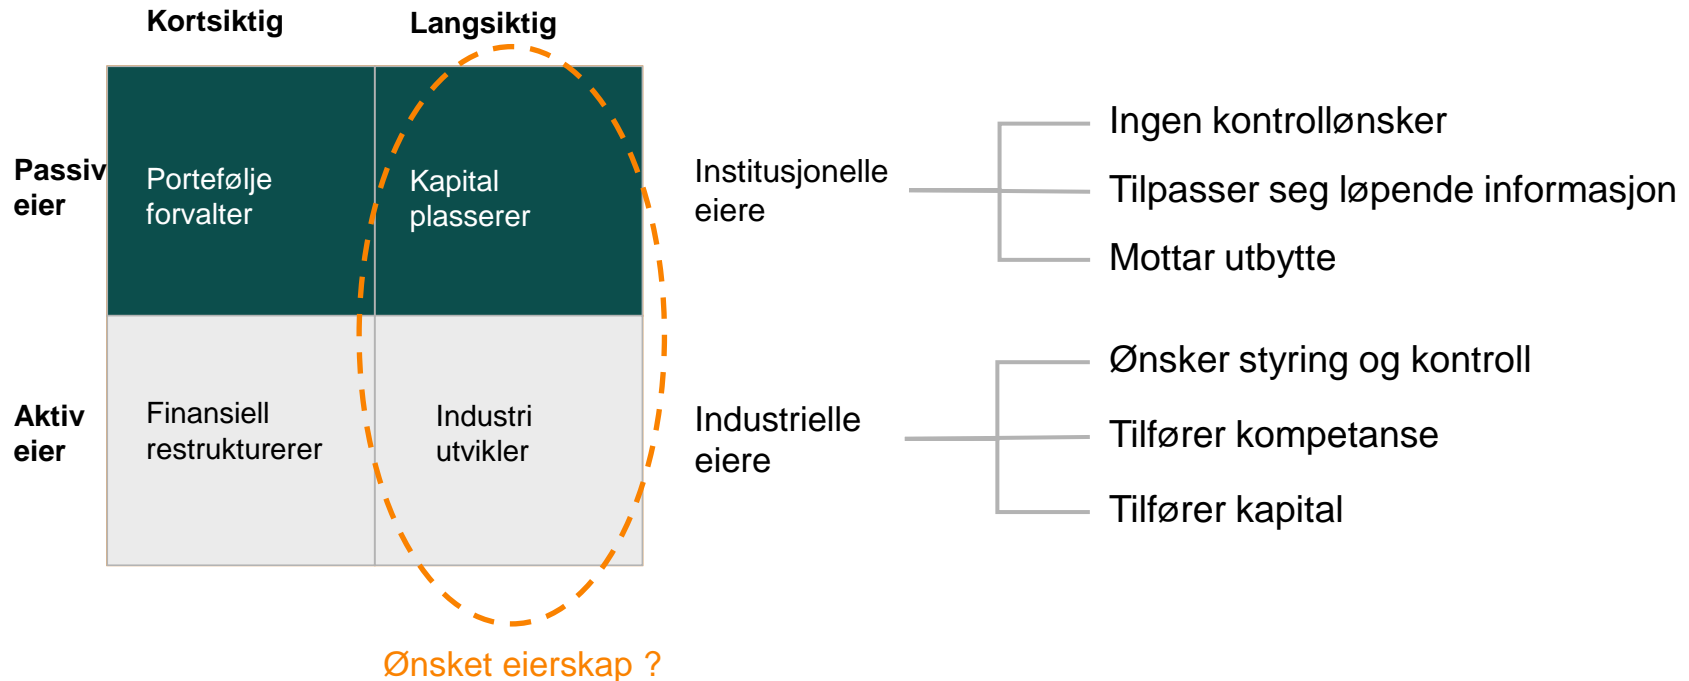 Kortsiktig
Langsiktig
Passiv
eier
Portefølje
forvalter
Kapital
plasserer
Institusjonelle
eiere
Ingen kontrollønsker
Tilpasser seg løpende informasjon
Mottar utbytte
Aktiv
eier
Finansiell
restrukturerer
Industri
utvikler
Industrielle
eiere
Ønsker styring og kontroll
Tilfører kompetanse
Tilfører kapital
Ønsket eierskap ?